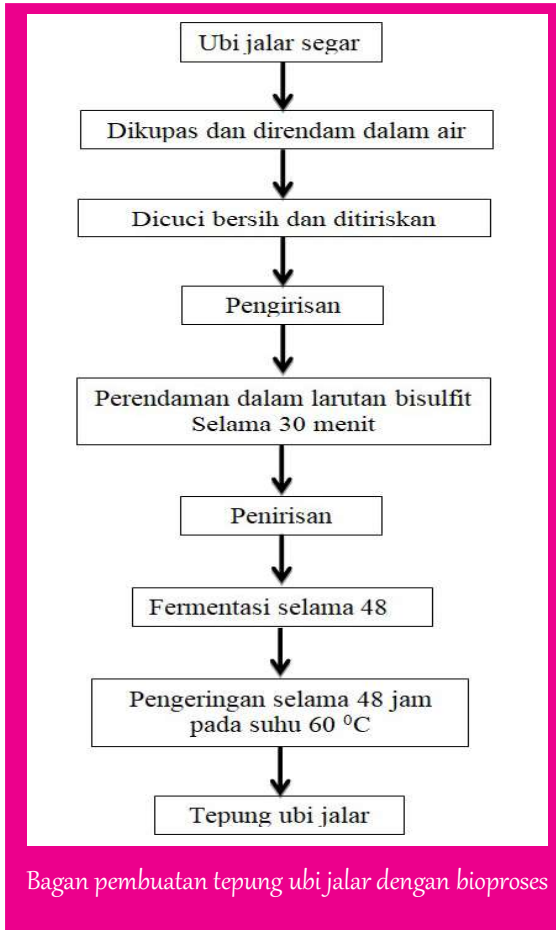 Ubi jalar segar
Dikupas dan direndam dalam air
Dicuci bersih dan ditiriskan
Pengirisan
Perendaman dalam larutan bisulfit
Selama 30 menit
Penirisan
Fermentasi selama 48
Pengeringan selama 48 jam
pada suhu 60 ⁰C
Tepung ubi jalar
Bagan pembuatan tepung ubi jalar dengan bioproses